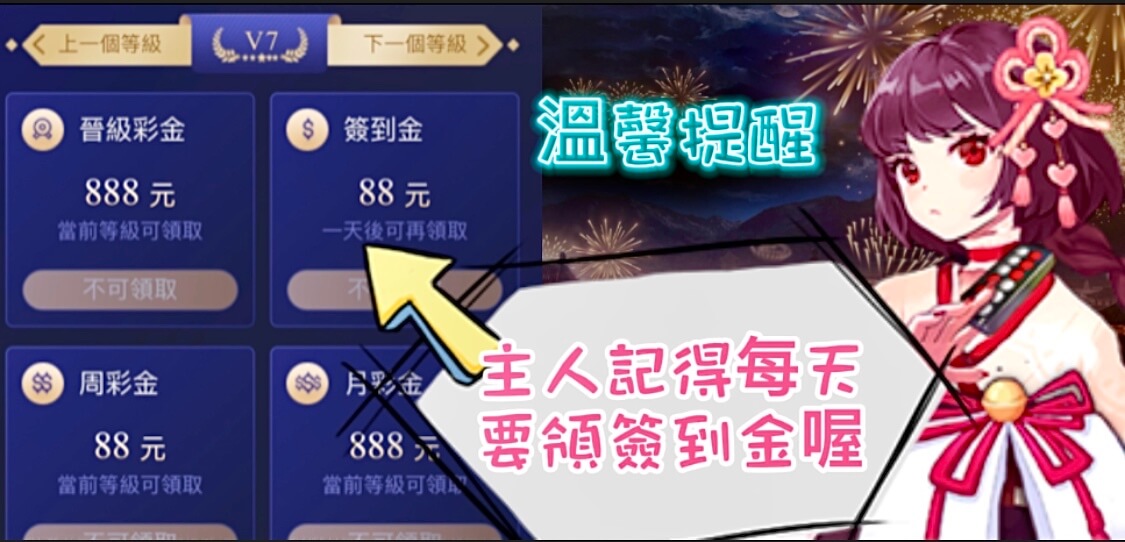 上一個等級
V7
下一個等級
晉級彩金
888 元
當前等級可領取
不可領取
簽到金
88 元
一天後可再領取
不
周彩金
88 元
當前等級可領取
不可領取
月彩金
888 元
當前等級可領取
不可領取
溫馨提醒
主人記得每天
要領簽到金喔